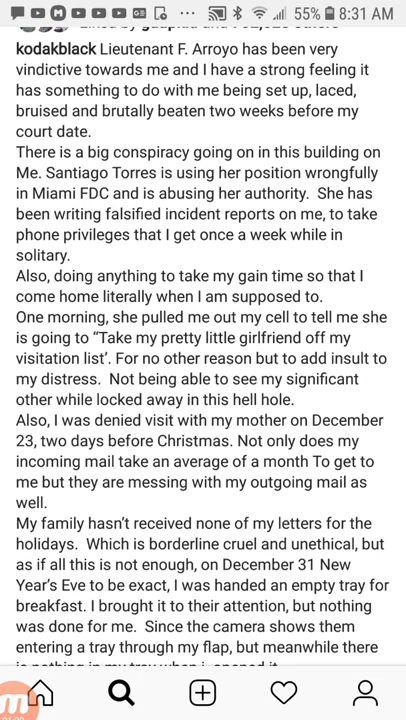 55% 8:31 AM
kodakblack Lieutenant F. Arroyo has been very
vindictive towards me and I have a strong feeling it
has something to do with me being set up, laced,
bruised and brutally beaten two weeks before my
court date.
There is a big conspiracy going on in this building on
Me. Santiago Torres is using her position wrongfully
in Miami FDC and is abusing her authority.  She has
been writing falsified incident reports on me, to take
phone privileges that I get once a week while in
solitary.
Also, doing anything to take my gain time so that I
come home literally when I am supposed to.
One morning, she pulled me out my cell to tell me she
is going to “Take my pretty little girlfriend off my
visitation list’. For no other reason but to add insult to
my distress.  Not being able to see my significant
other while locked away in this hell hole.
Also, I was denied visit with my mother on December
23, two days before Christmas. Not only does my
incoming mail take an average of a month To get to
me but they are messing with my outgoing mail as
well.
My family hasn’t received none of my letters for the
holidays.  Which is borderline cruel and unethical, but
as if all this is not enough, on December 31 New
Year’s Eve to be exact, I was handed an empty tray for
breakfast. I brought it to their attention, but nothing
was done for me.  Since the camera shows them
entering a tray through my flap, but meanwhile there
is nothing in my tray when i opened it